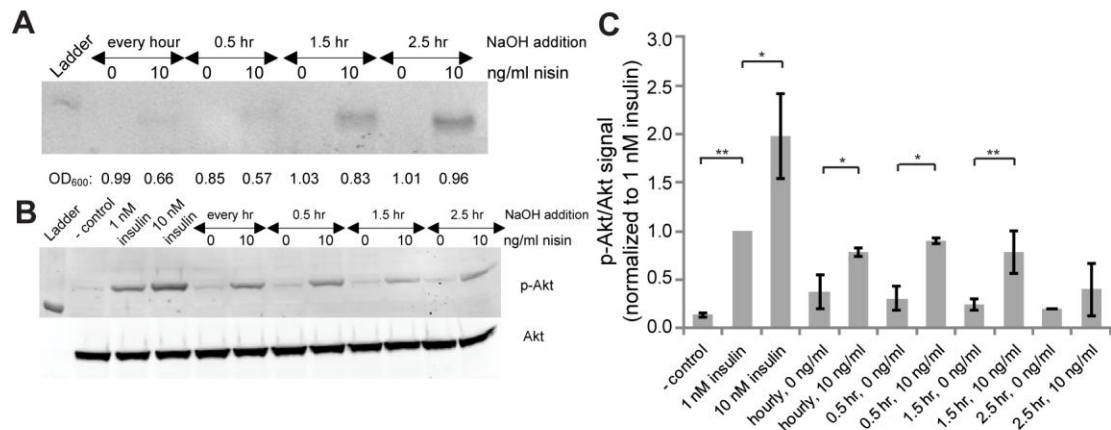 A
Ladder
every hour 0.5 hr 1.5 hr 2.5 hr NaOH addition
0 10 0 10 0 10 0 10 ng/ml nisin
OD600: 0.99 0.66 0.85 0.57 1.03 0.83 1.01 0.96
B
Ladder
- control
1 nM insulin
10 nM insulin
every hr 0.5 hr 1.5 hr 2.5 hr NaOH addition
0 10 0 10 0 10 0 10 ng/ml nisin
p-Akt
Akt
C
p-Akt/Akt signal
(normalized to 1 nM insulin)
3.0
2.5
2.0
1.5
1.0
0.5
0.0
*
**
*
*
**
- control
1 nM insulin
10 nM insulin
hourly, 0 ng/ml
hourly, 10 ng/ml
0.5 hr, 0 ng/ml
0.5 hr, 10 ng/ml
1.5 hr, 0 ng/ml
1.5 hr, 10 ng/ml
2.5 hr, 0 ng/ml
2.5 hr, 10 ng/ml